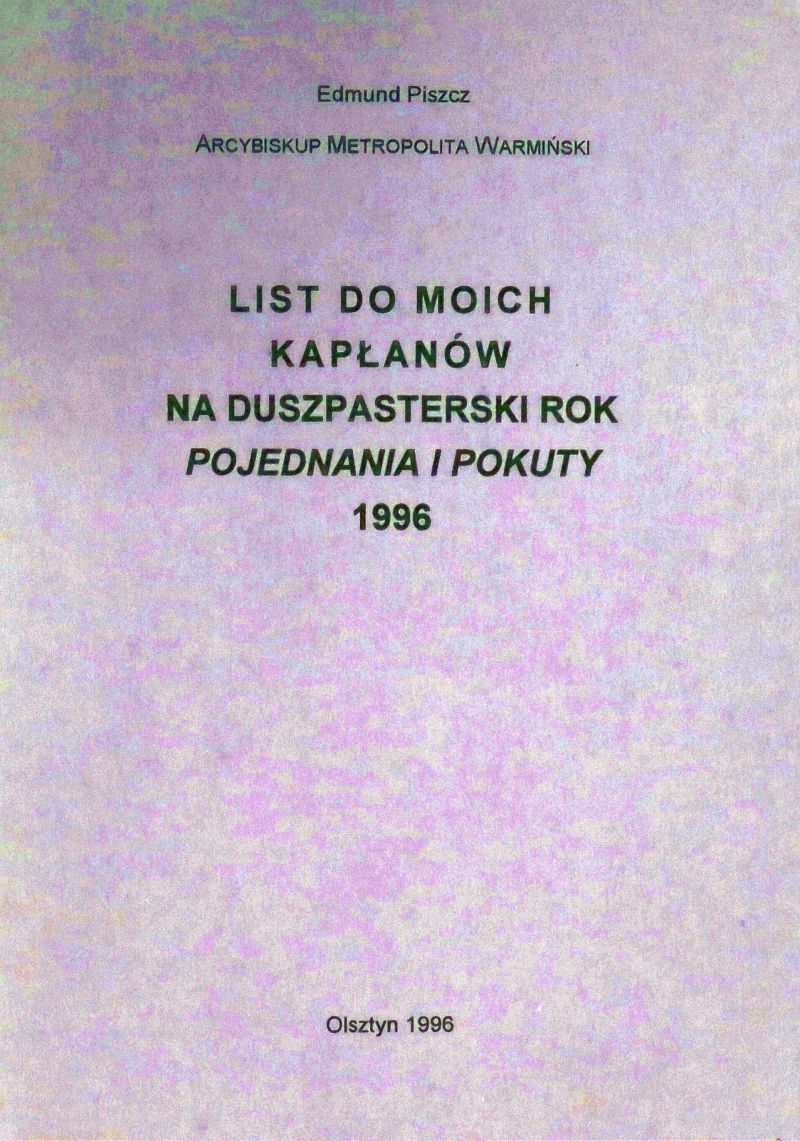 Edmund Piszcz
ARCYBISKUP METROPOLITA WARMIŃSKI
LIST DO MOICH
KAPŁANÓW
NA DUSZPASTERSKI ROK
POJEDNANIA I POKUTY
1996
Olsztyn 1996